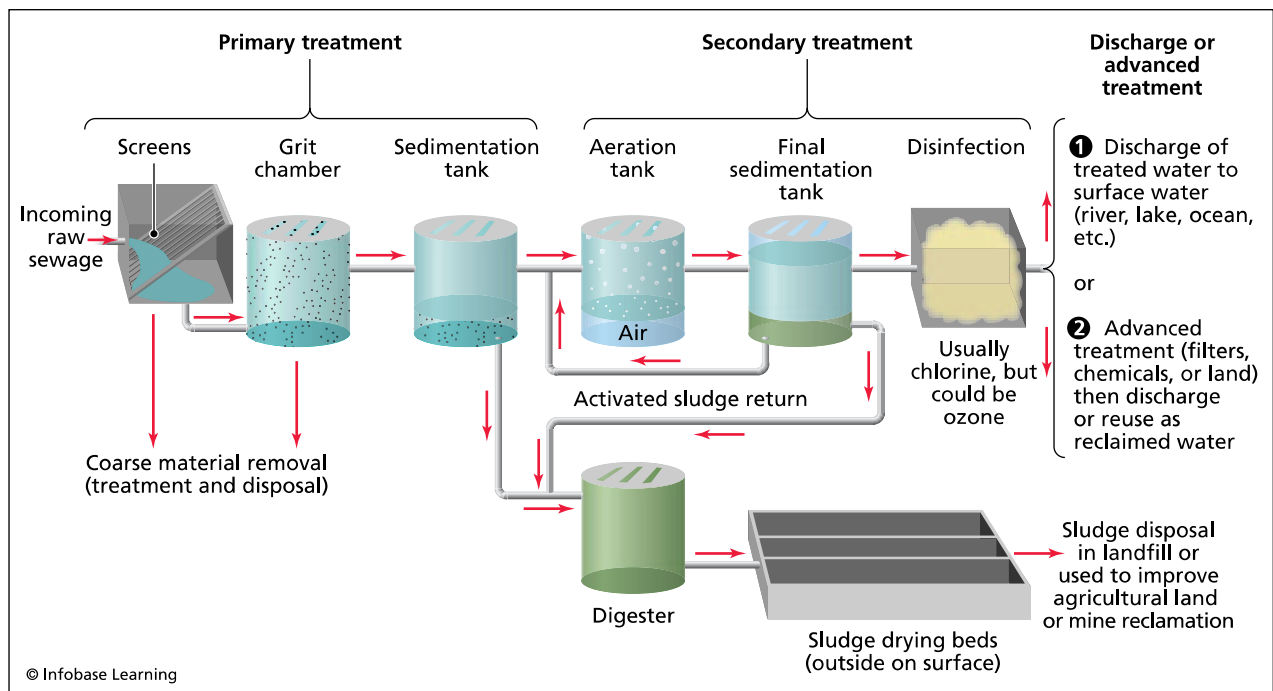 Primary treatment
Secondary treatment
Discharge or
advanced
treatment
Screens
Grit
chamber
Sedimentation
tank
Aeration
tank
Final
sedimentation
tank
Disinfection
Incoming
raw
sewage
Air
Activated sludge return
Usually
chlorine, but
could be
ozone
1 Discharge of
treated water to
surface water
(river, lake, ocean,
etc.)
or
2 Advanced
treatment (filters,
chemicals, or land)
then discharge
or reuse as
reclaimed water
Coarse material removal
(treatment and disposal)
Digester
Sludge drying beds
(outside on surface)
Sludge disposal
in landfill or
used to improve
agricultural land
or mine reclamation
© Infobase Learning